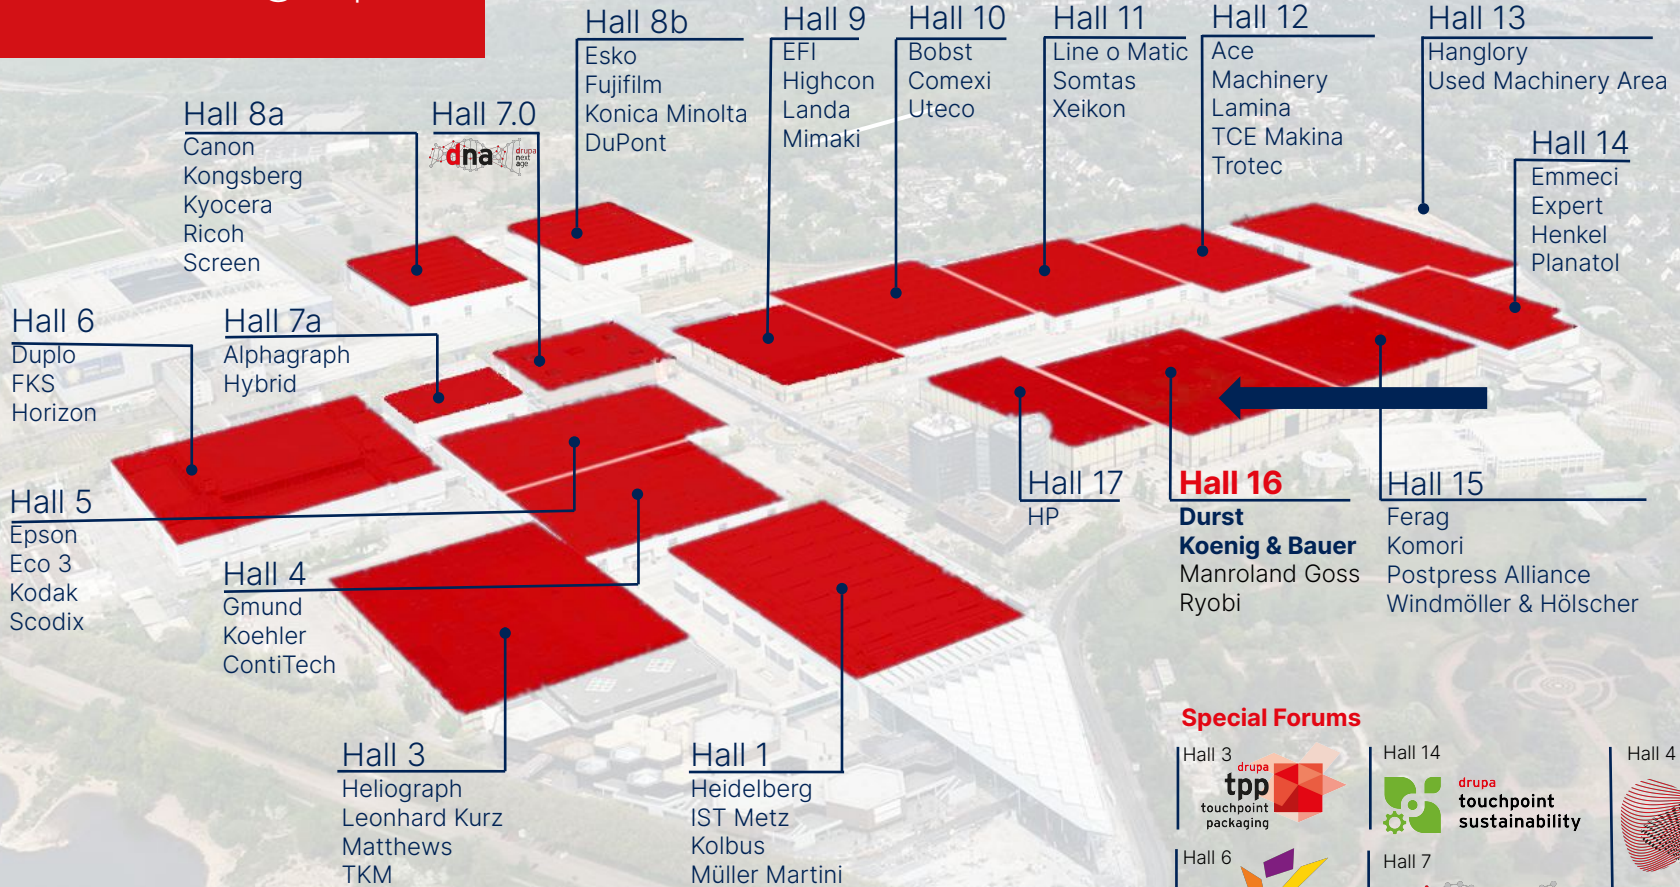 Hall 8b
Esko
Fujifilm
Konica Minolta
DuPont
Hall 9
EFI
Highcon
Landa
Mimaki
Hall 10
Bobst
Comexi
Uteco
Hall 11
Line o Matic
Somtas
Xeikon
Hall 12
Ace
Machinery
Lamina
TCE Makina
Trotec
Hall 13
Hanglory
Used Machinery Area
Hall 8a
Canon
Kongsberg
Kyocera
Ricoh
Screen
Hall 7.0
dna
drupa
next
age
Hall 14
Emmeci
Expert
Henkel
Planatol
Hall 6
Duplo
FKS
Horizon
Hall 7a
Alphagraph
Hybrid
Hall 5
Epson
Eco 3
Kodak
Scodix
Hall 4
Gmund
Koehler
ContiTech
Hall 17
HP
Hall 16
Durst
Koenig & Bauer
Manroland Goss
Ryobi
Hall 15
Ferag
Komori
Postpress Alliance
Windmöller & Hölscher
Hall 3
Heliograph
Leonhard Kurz
Matthews
TKM
Hall 1
Heidelberg
IST Metz
Kolbus
Müller Martini
Special Forums
Hall 3
drupa
tpp
touchpoint
packaging
Hall 14
drupa
touchpoint
sustainability
Hall 4
Hall 6
Hall 7